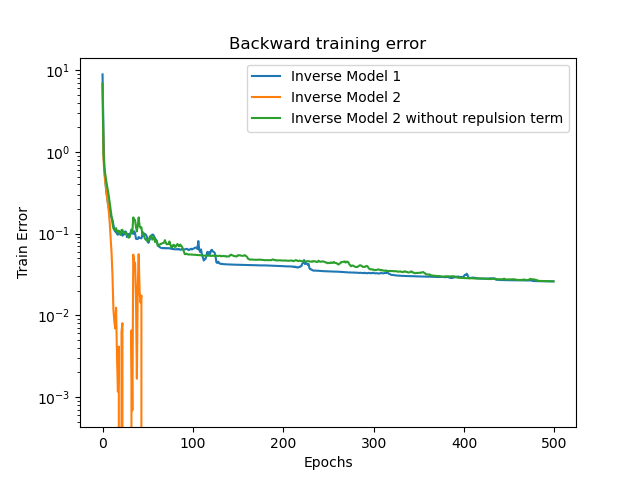 Backward training error
Inverse Model 1
Inverse Model 2
Inverse Model 2 without repulsion term
Train Error
10¹
10⁰
10⁻¹
10⁻²
10⁻³
0 100 200 300 400 500
Epochs